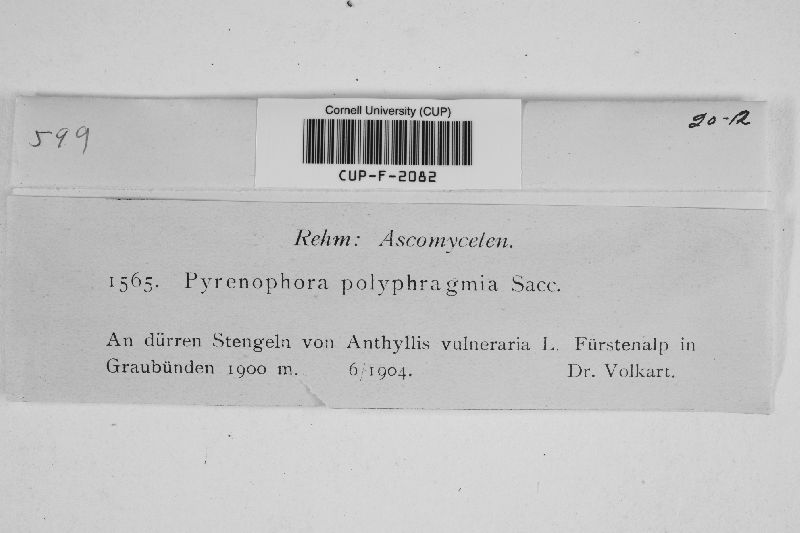 599
Cornell University (CUP)
20-12
CUP-F-2082
Rehm: Ascomyceten.
1565. Pyrenophora polyphragmia Sacc.
An dürren Stengeln von Anthyllis vulneraria L. Fürstenalp in
Graubünden 1900 m. 6/1904. Dr. Volkart.